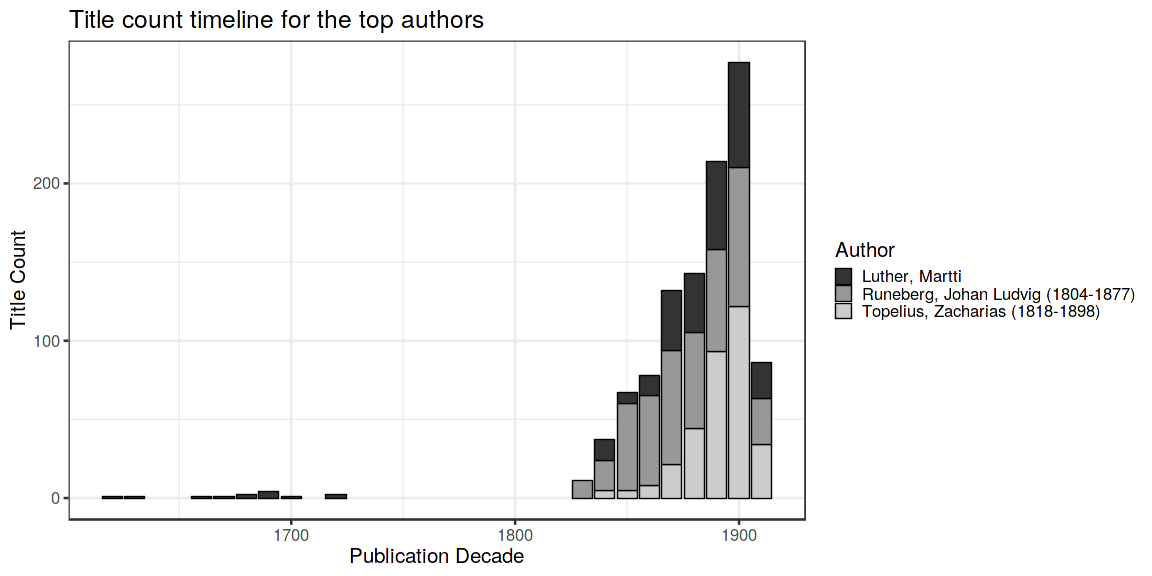 Title count timeline for the top authors
Title Count
200
100
0
1700
1800
1900
Publication Decade
Author
Luther, Martti
Runeberg, Johan Ludvig (1804-1877)
Topelius, Zacharias (1818-1898)